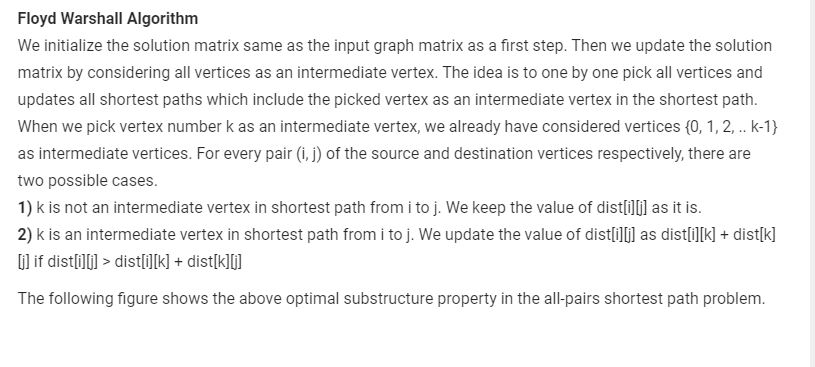 Floyd Warshall Algorithm
We initialize the solution matrix same as the input graph matrix as a first step. Then we update the solution
matrix by considering all vertices as an intermediate vertex. The idea is to one by one pick all vertices and
updates all shortest paths which include the picked vertex as an intermediate vertex in the shortest path.
When we pick vertex number k as an intermediate vertex, we already have considered vertices {0, 1, 2, .. k-1}
as intermediate vertices. For every pair (i, j) of the source and destination vertices respectively, there are
two possible cases.
1) k is not an intermediate vertex in shortest path from i to j. We keep the value of dist[i][j] as it is.
2) k is an intermediate vertex in shortest path from i to j. We update the value of dist[i][j] as dist[i][k] + dist[k]
[j] if dist[i][j] > dist[i][k] + dist[k][j]
The following figure shows the above optimal substructure property in the all-pairs shortest path problem.